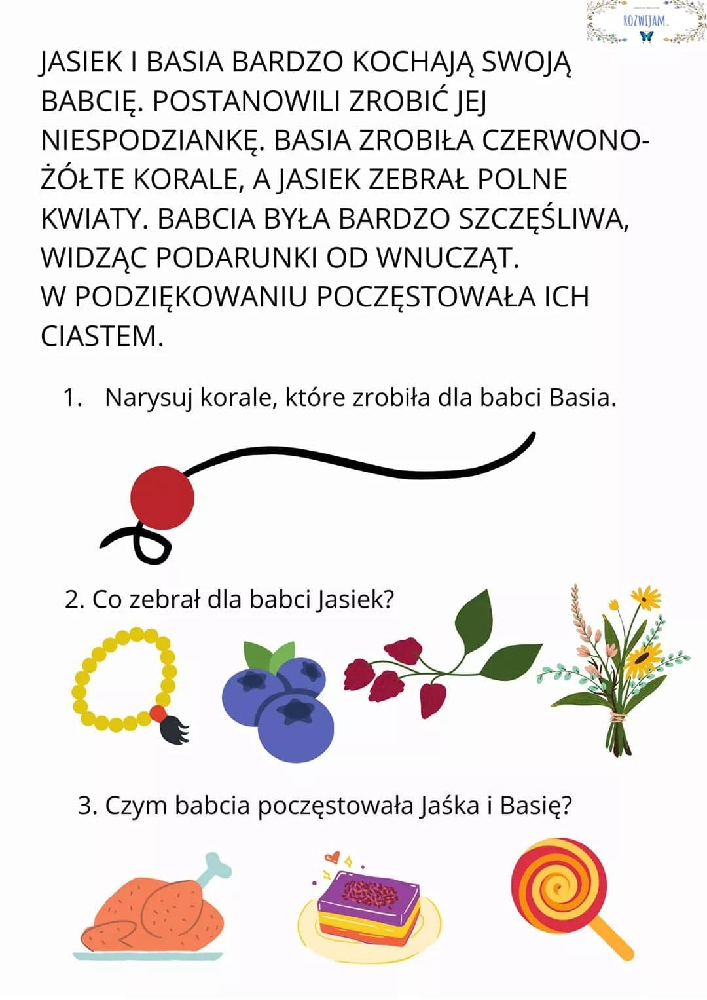 ROZWIJAM.
JASIEK I BASIA BARDZO KOCHAJĄ SWOJĄ
BABCIĘ. POSTANOWILI ZROBIĆ JEJ
NIESPODZIANKĘ. BASIA ZROBIŁA CZERWONO-
ŻÓŁTE KORALE, A JASIEK ZEBRAŁ POLNE
KWIATY. BABCIA BYŁA BARDZO SZCZĘŚLIWA,
WIDZĄC PODARUNKI OD WNUCZĄT.
W PODZIĘKOWANIU POCZĘSTOWAŁA ICH
CIASTEM.
1. Narysuj korale, które zrobiła dla babci Basia.
2. Co zebrał dla babci Jasiek?
3. Czym babcia poczęstowała Jaśka i Basię?